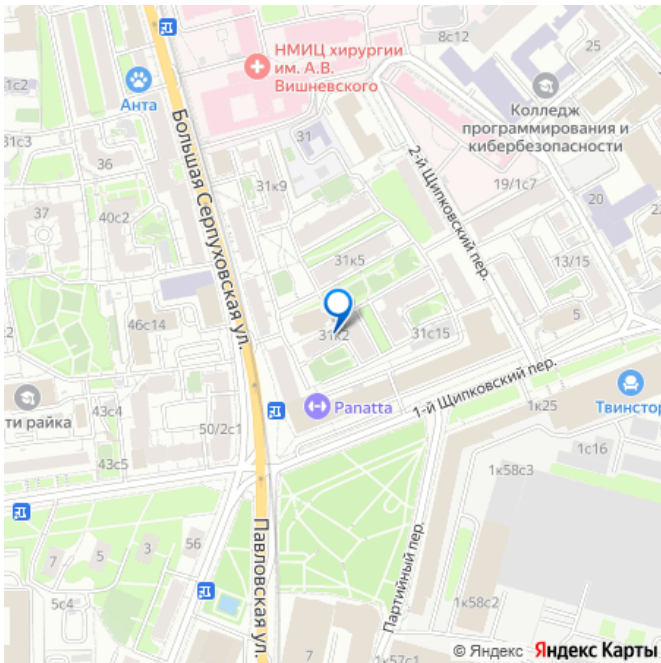 8с12
НМИЦ хирургии
им. А.В.
Вишневского
25
1с2
Анта
Колледж
программирования и
кибербезопасности
31с3
Большая Серпуховская ул.
31
36
2-й Щипковский пер.
31к9
19/1с7
20
37
40с2
31к5
13/15
46с14
31к2
31с15
5
1-й Щипковский пер.
Panatta
43с4
1к25
Твинстор
ти райка
50/2с1
1с16
43с5
1к58с3
Павловская ул.
56
3
5
7
Партийный пер.
5с4
1к58с2
1к57с1
© Яндекс Яндекс Карты